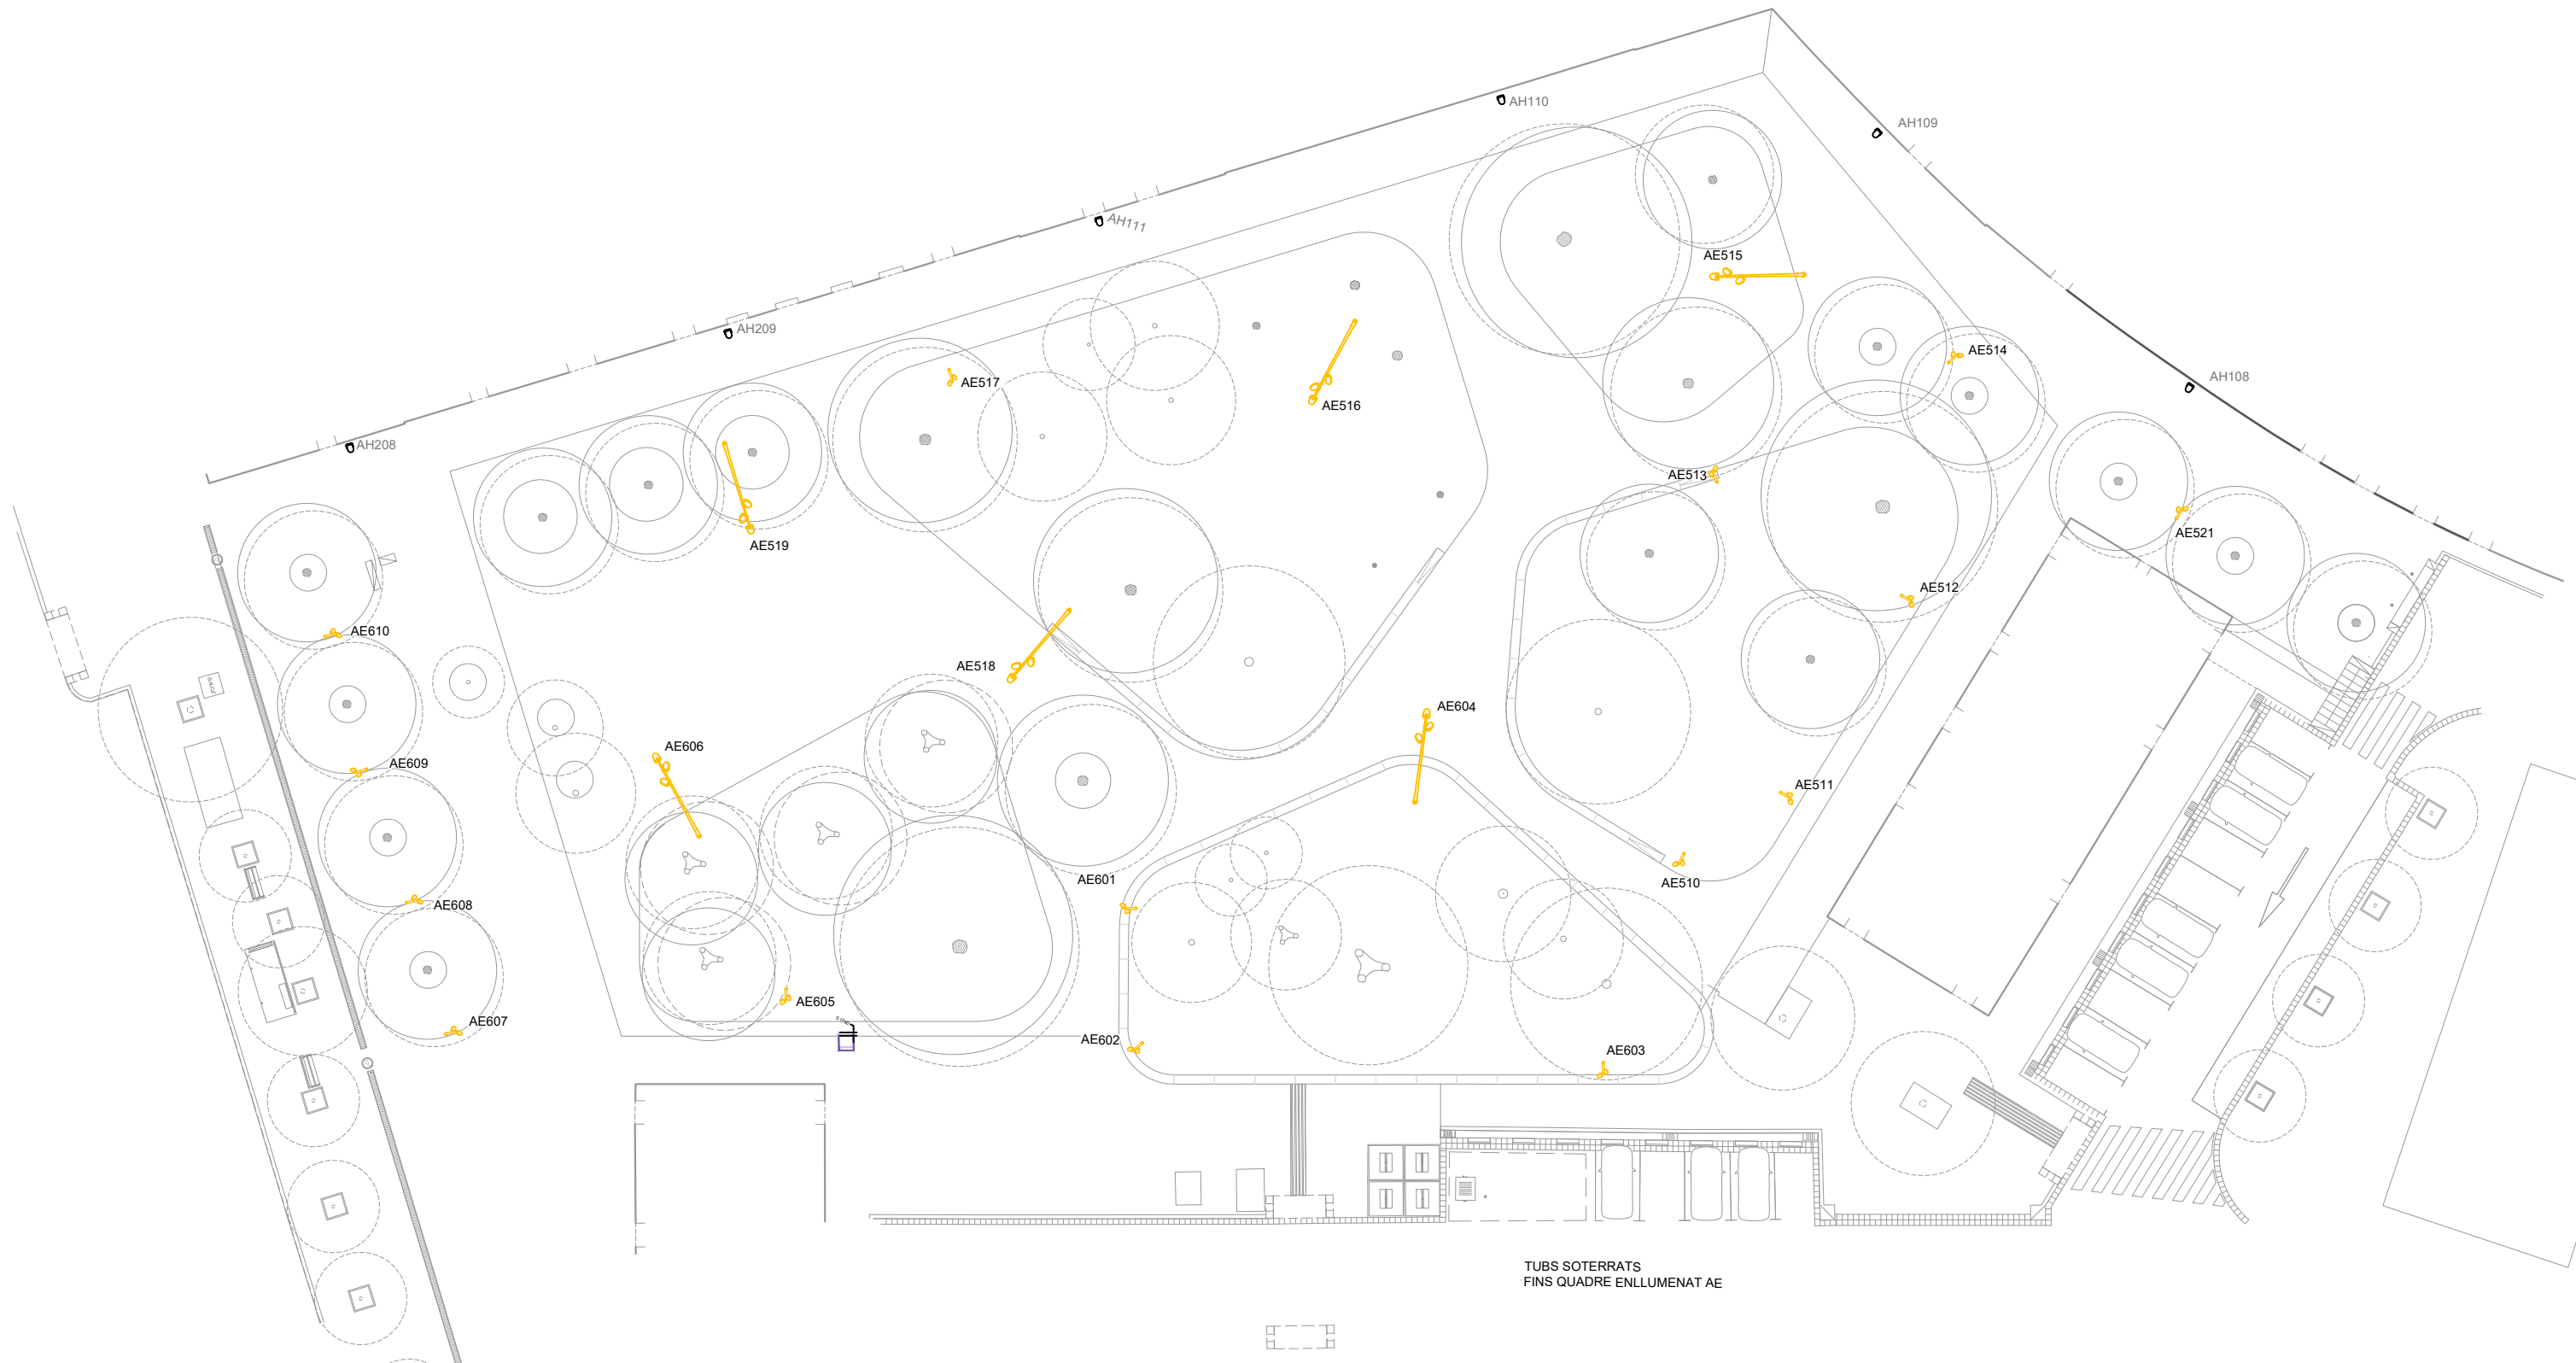 AH110
AH109
AH111
AE515
AH209
AE514
AH108
AE517
AE516
AH208
AE513
AE519
AE521
AE512
AE610
AE518
AE604
AE606
AE609
AE511
AE601
AE510
AE608
AE605
AE607
AE602
AE603
TUBS SOTERRATS
FINS QUADRE ENLLUMENAT AE